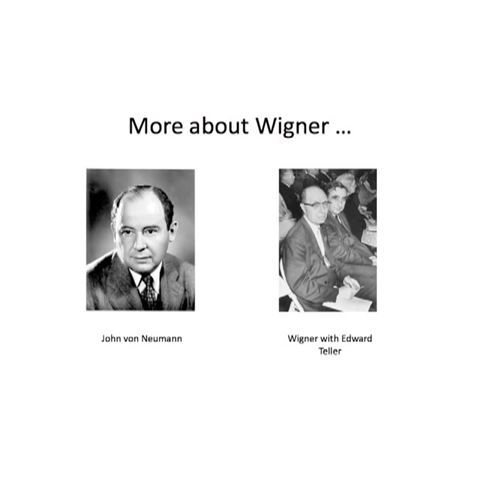 More about Wigner ...
John von Neumann
Wigner with Edward
Teller